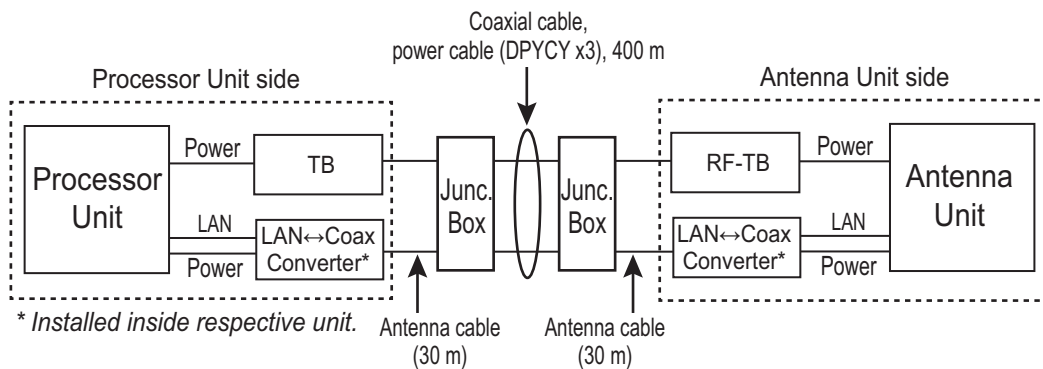 Coaxial cable,
power cable (DPYCY x3), 400 m
Processor Unit side
Antenna Unit side
Processor
Unit
Power
TB
LAN
Power
LAN↔Coax
Converter*
Junc.
Box
Junc.
Box
RF-TB
Power
LAN↔Coax
Converter*
LAN
Power
Antenna
Unit
* Installed inside respective unit.
Antenna cable
(30 m)
Antenna cable
(30 m)